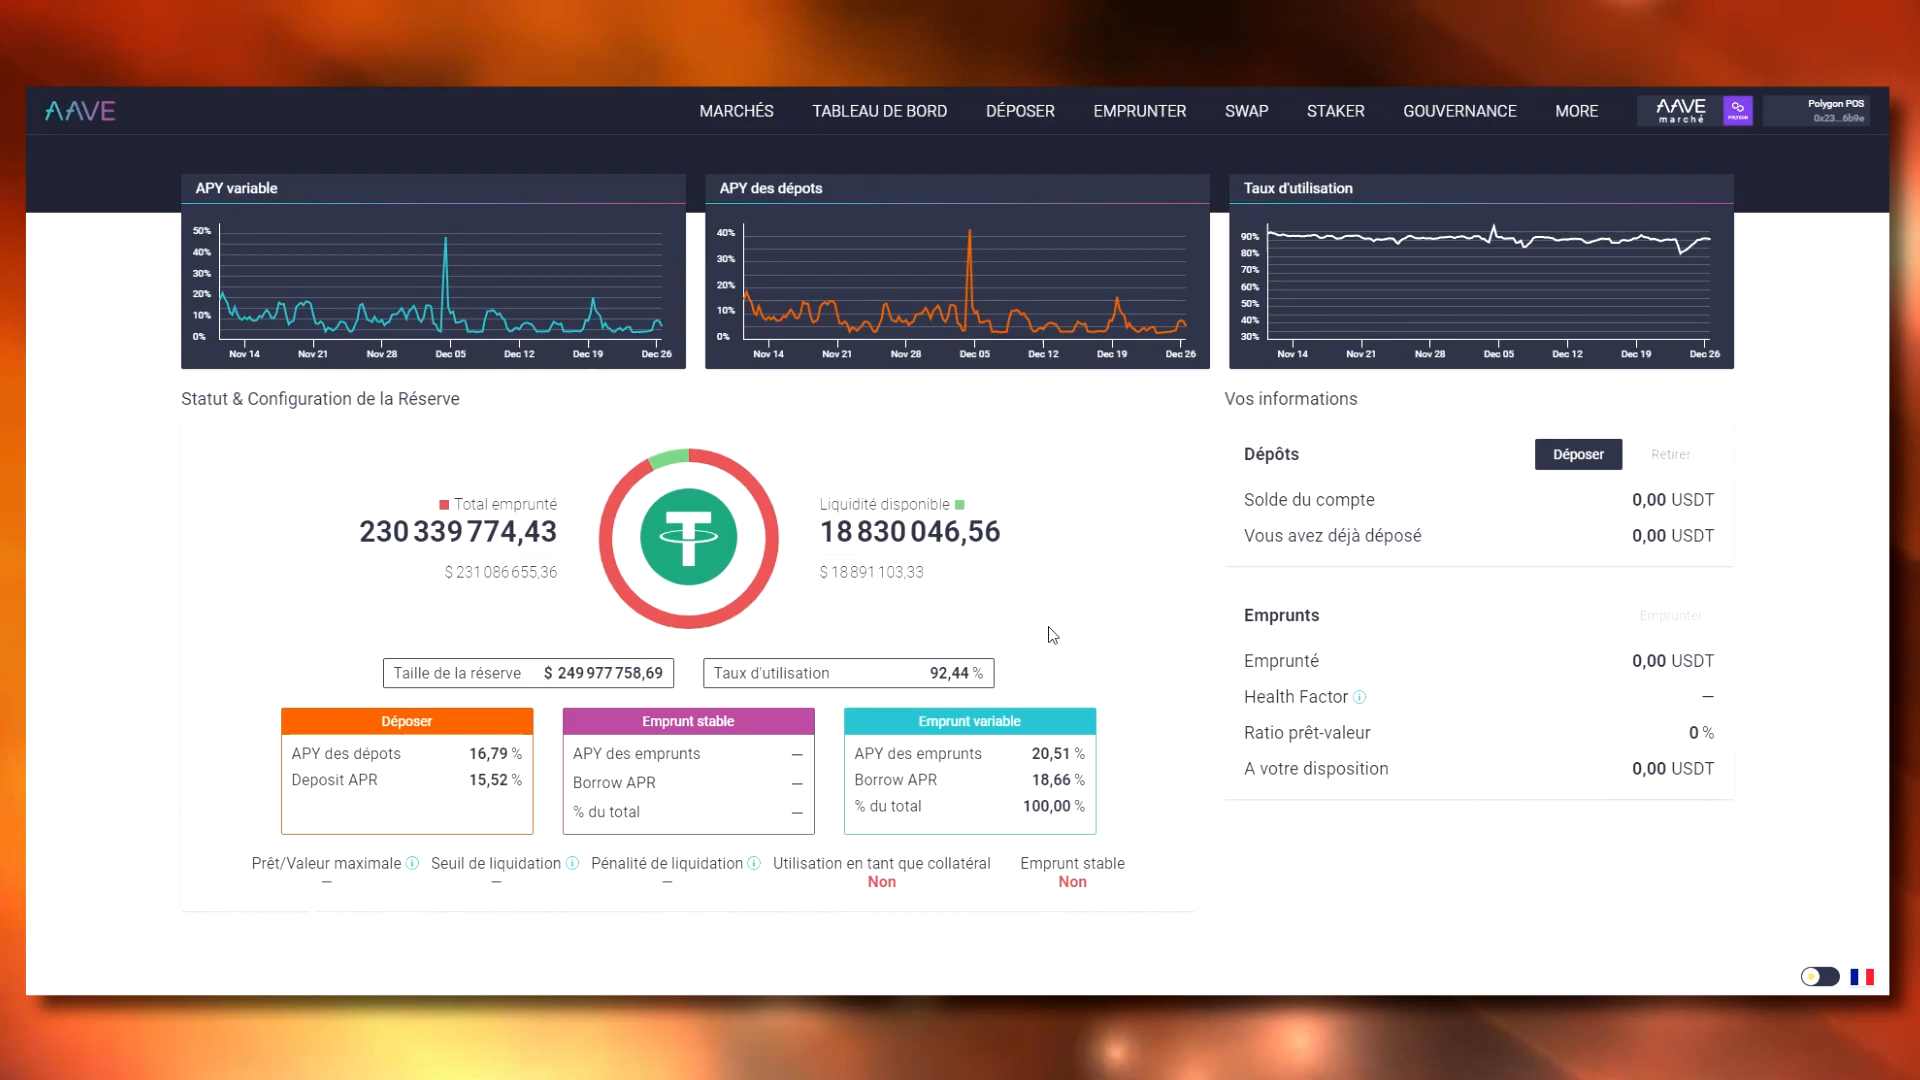 AAVE
MARCHÉS TABLEAU DE BORD DÉPOSER EMPRUNTER SWAP STAKER GOUVERNANCE MORE
AAVE
marché
POLYGON
Polygon POS
0x23...6b9e
APY variable
50%
40%
30%
20%
10%
0%
Nov 14 Nov 21 Nov 28 Dec 05 Dec 12 Dec 19 Dec 26
APY des dépots
40%
30%
20%
10%
0%
Nov 14 Nov 21 Nov 28 Dec 05 Dec 12 Dec 19 Dec 26
Taux d'utilisation
90%
80%
70%
60%
50%
40%
30%
Nov 14 Nov 21 Nov 28 Dec 05 Dec 12 Dec 19 Dec 26
Statut & Configuration de la Réserve
Total emprunté
230 339 774,43
$ 231 086 655,36
Liquidité disponible
18 830 046,56
$ 18 891 103,33
Taille de la réserve $ 249 977 758,69
Taux d'utilisation 92,44 %
Déposer
APY des dépots 16,79 %
Deposit APR 15,52 %
Emprunt stable
APY des emprunts —
Borrow APR —
% du total —
Emprunt variable
APY des emprunts 20,51 %
Borrow APR 18,66 %
% du total 100,00 %
Prêt/Valeur maximale
—
Seuil de liquidation
—
Pénalité de liquidation
—
Utilisation en tant que collatéral
Non
Emprunt stable
Non
Vos informations
Dépôts Déposer Retirer
Solde du compte 0,00 USDT
Vous avez déjà déposé 0,00 USDT
Emprunts Emprunter
Emprunté 0,00 USDT
Health Factor —
Ratio prêt-valeur 0 %
A votre disposition 0,00 USDT